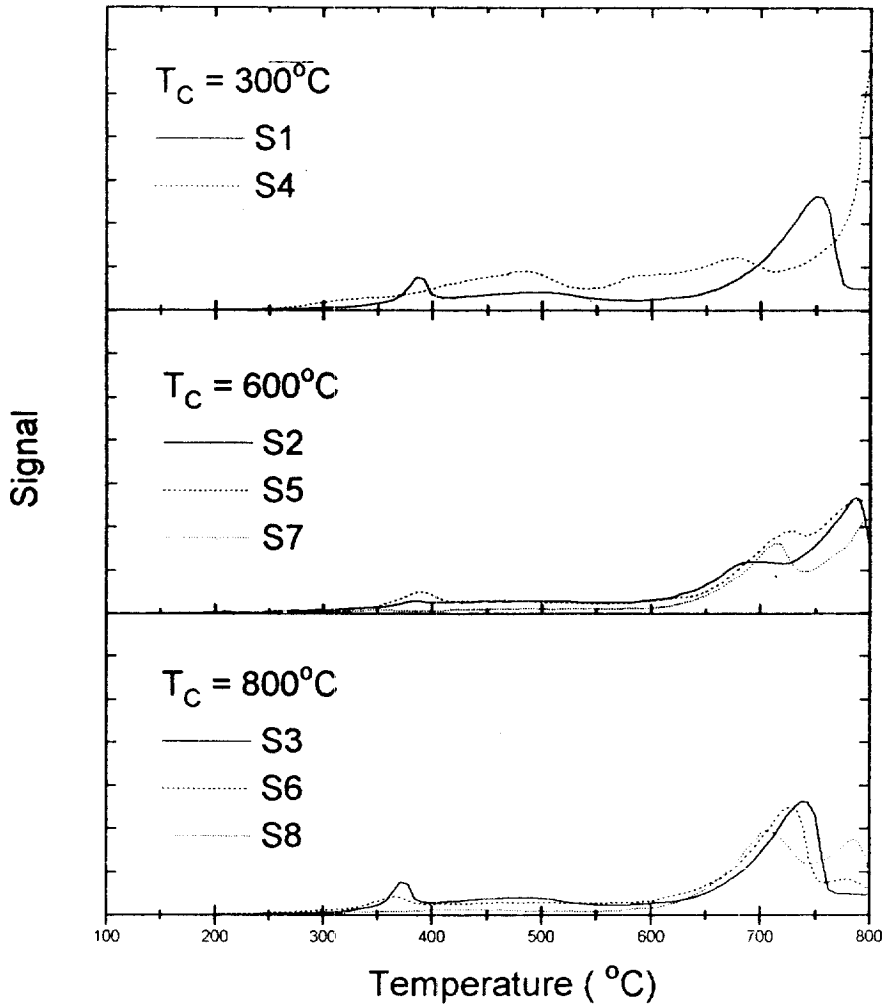 T_C = 300°C
S1
S4
T_C = 600°C
S2
S5
S7
T_C = 800°C
S3
S6
S8
Signal
100 200 300 400 500 600 700 800
Temperature ( °C)